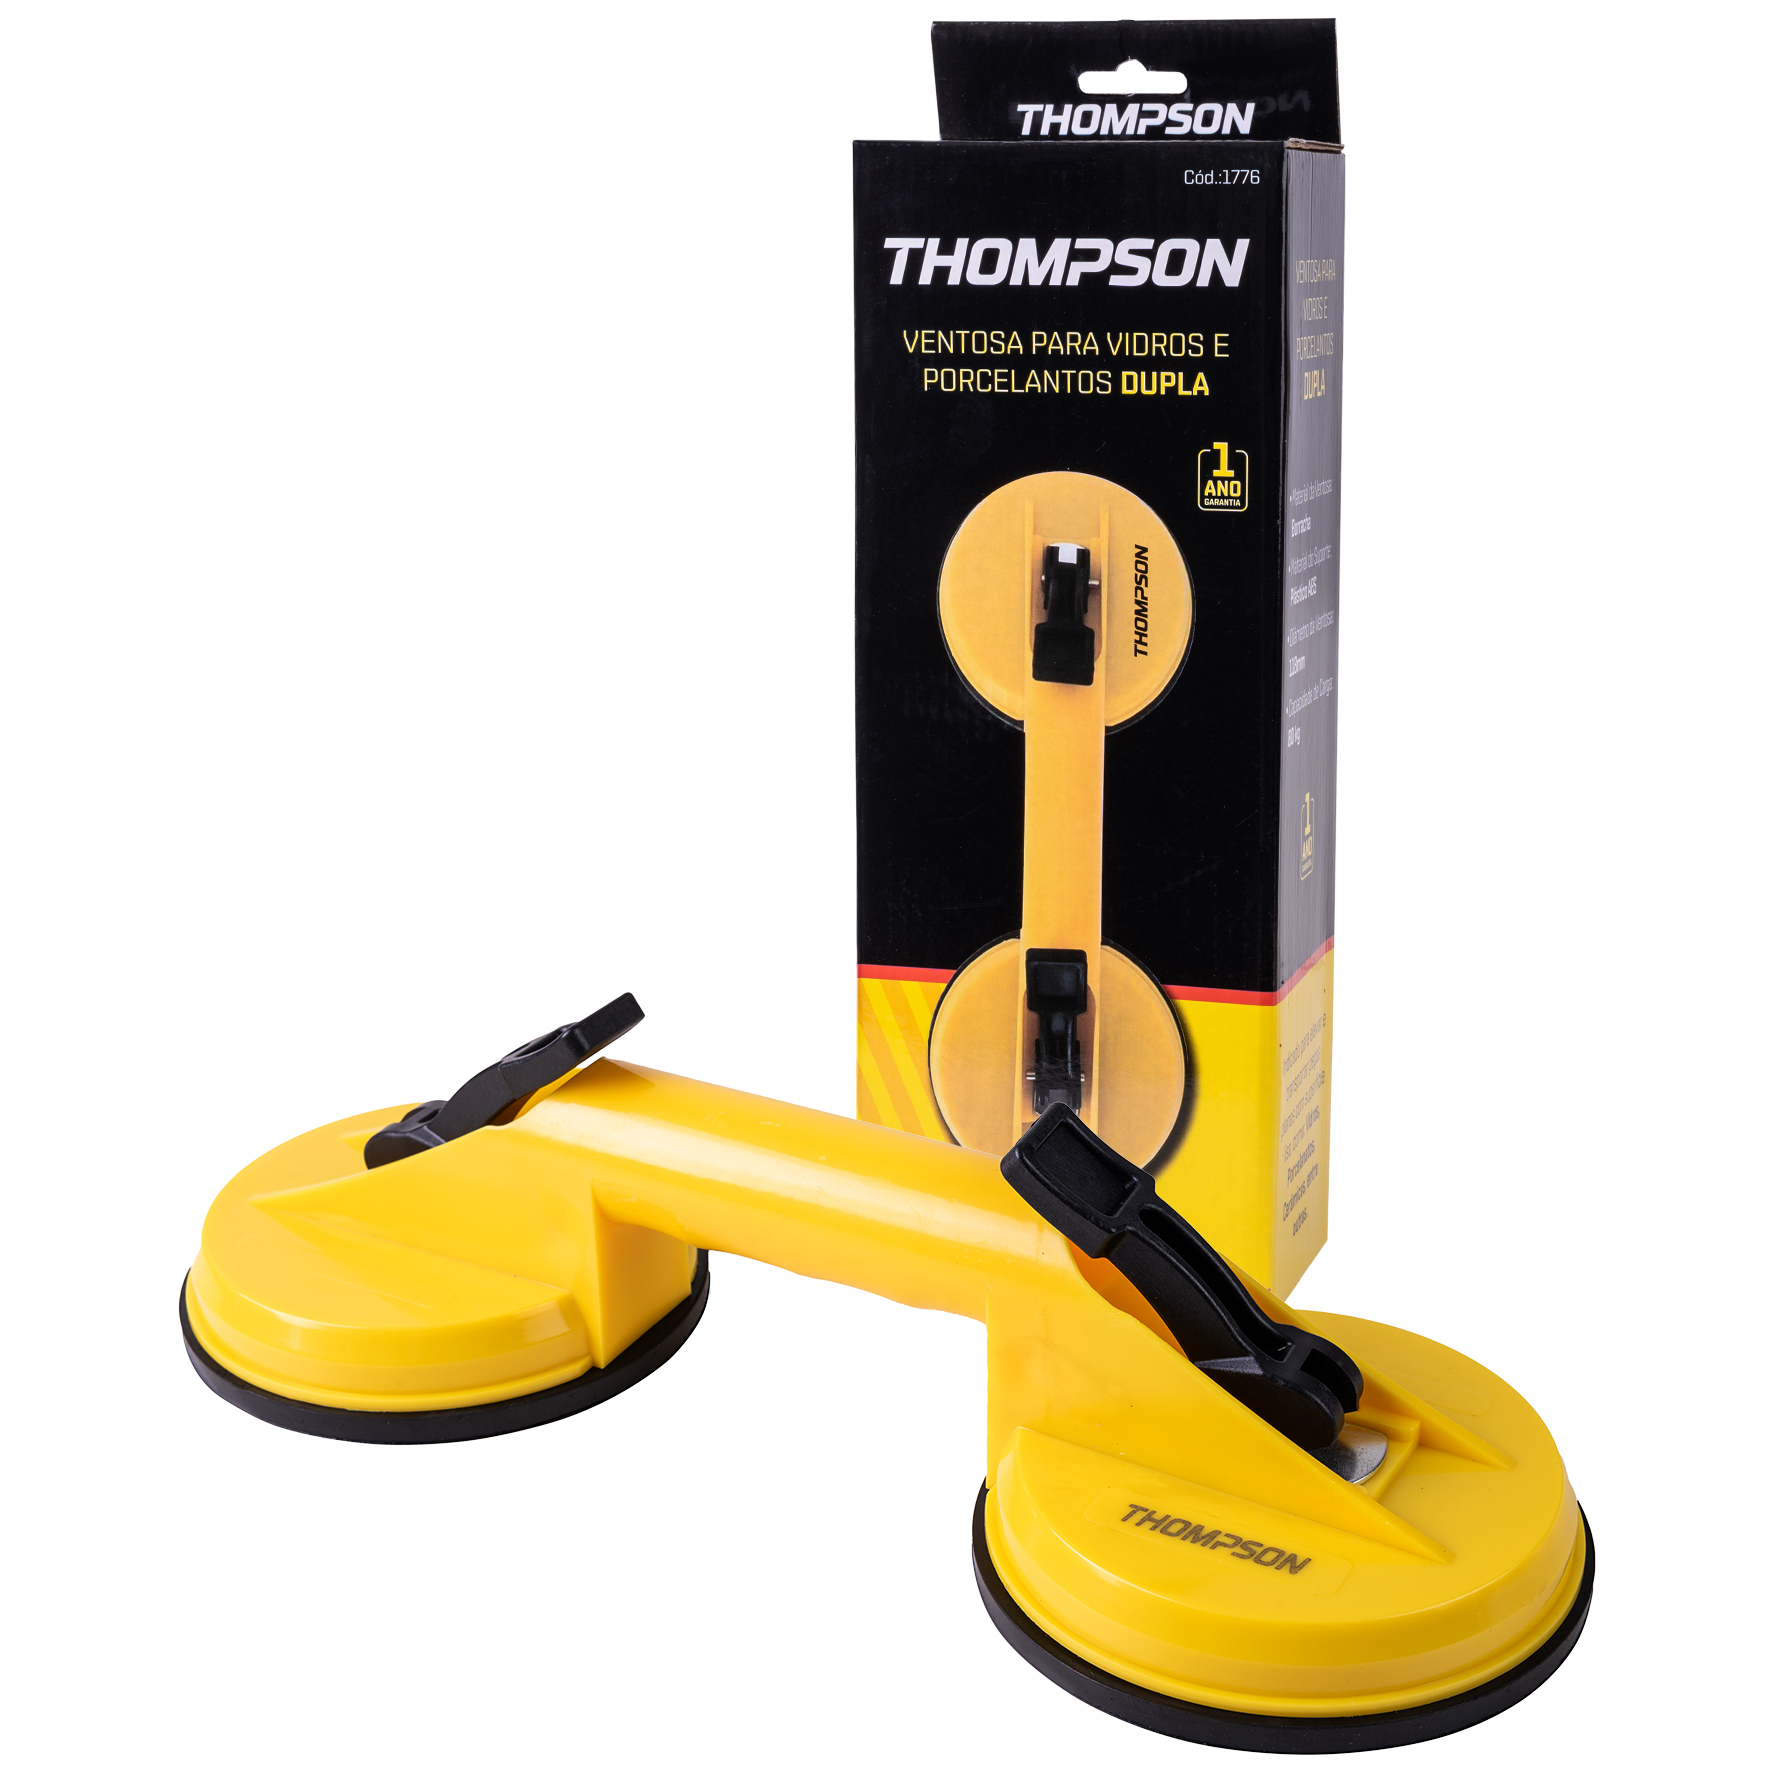 THOMPSON
Cód.:1776
THOMPSON
VENTOSA PARA VIDROS E
PORCELANTOS DUPLA
1
ANO
GARANTIA
THOMPSON
VENTOSA PARA
VIDROS E
PORCELANTOS
DUPLA
•Material da Ventosa:
Borracha
•Material do Suporte:
Plástico ABS
•Diâmetro da Ventosa:
118mm
•Capacidade de Carga:
80 kg
1
ANO
Indicado para elevar e
transportar peças
planas com superfície
lisa, como: Vidros,
Porcelanatos,
Cerâmicas, entre
outros.
THOMPSON